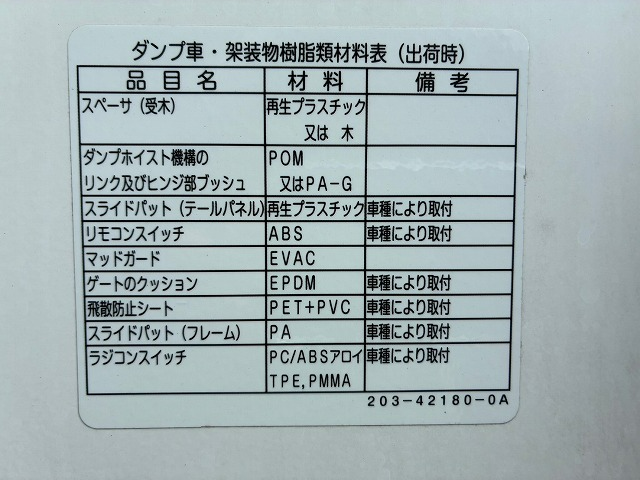 ダンプ車・架装物樹脂類材料表（出荷時）
品目名 材料 備考
スペーサ（受木） 再生プラスチック
又は 木
ダンプホイスト機構の POM
リンク及びヒンジ部ブッシュ 又はPA-G
スライドパット（テールパネル） 再生プラスチック 車種により取付
リモコンスイッチ ABS 車種により取付
マッドガード EVAC
ゲートのクッション EPDM 車種により取付
飛散防止シート PET+PVC 車種により取付
スライドパット（フレーム） PA 車種により取付
ラジコンスイッチ PC/ABSアロイ 車種により取付
TPE,PMMA
203-42180-0A